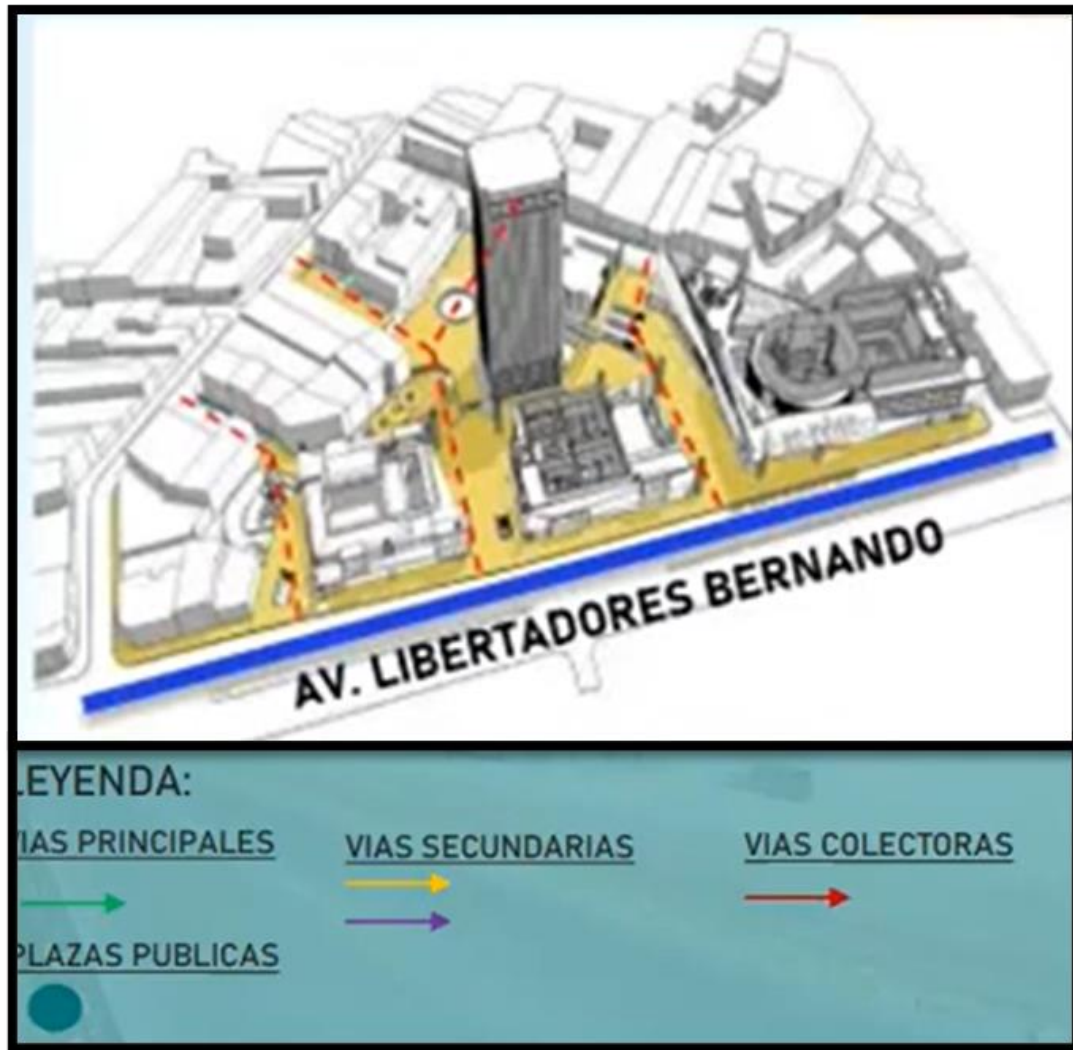 AV. LIBERTADORES BERNANDO
LEYENDA:
VIAS PRINCIPALES
VIAS SECUNDARIAS
VIAS COLECTORAS
PLAZAS PUBLICAS